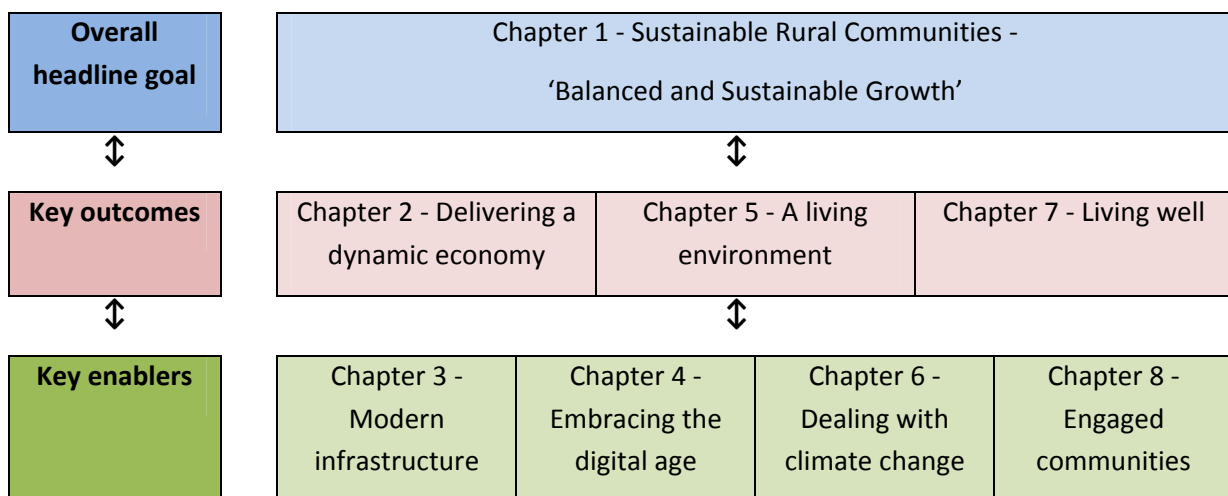 Overall
headline goal
Chapter 1 - Sustainable Rural Communities -
‘Balanced and Sustainable Growth’
↕
↕
Key outcomes
Chapter 2 - Delivering a
dynamic economy
Chapter 5 - A living
environment
Chapter 7 - Living well
↕
↕
Key enablers
Chapter 3 -
Modern
infrastructure
Chapter 4 -
Embracing the
digital age
Chapter 6 -
Dealing with
climate change
Chapter 8 -
Engaged
communities